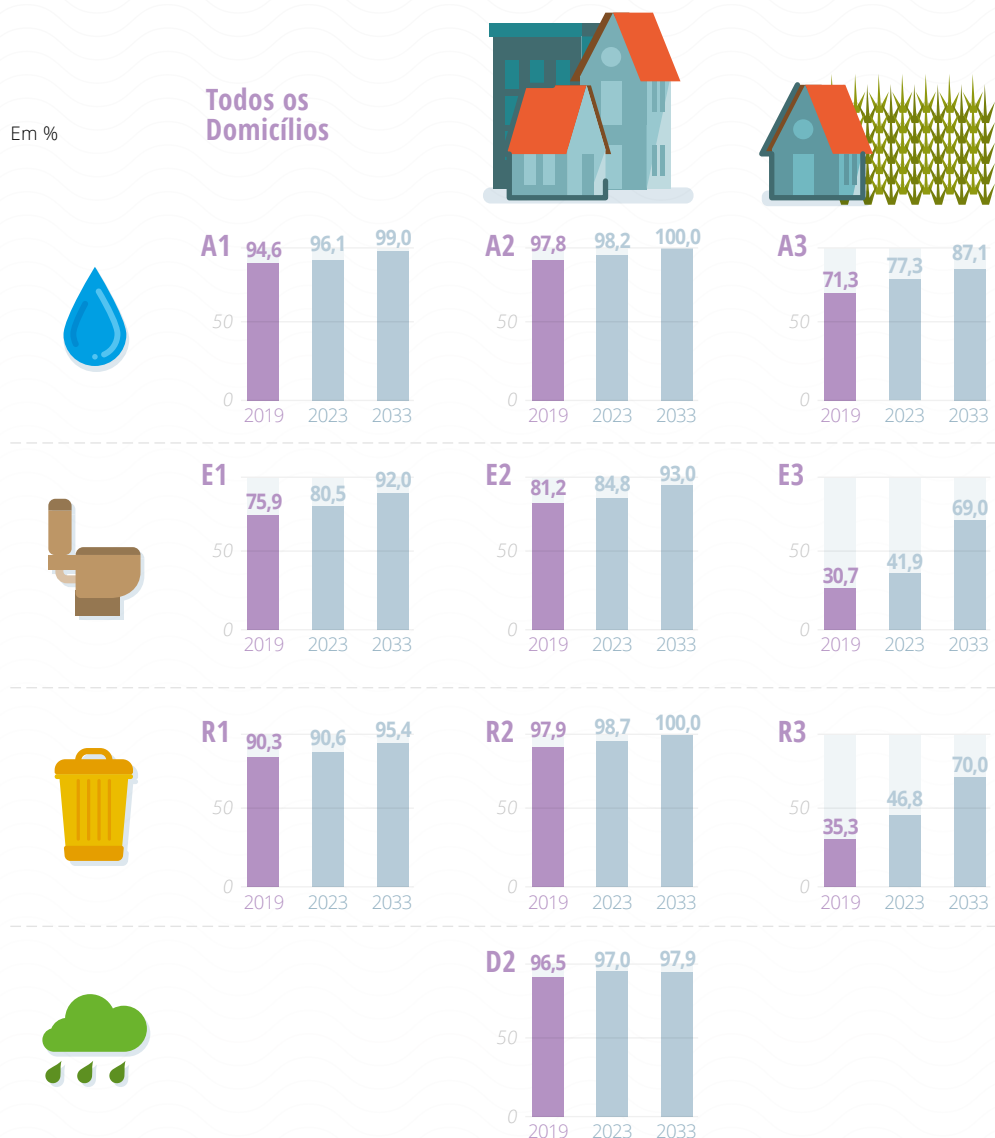 Em %
Todos os
Domicílios
A1 94,6 96,1 99,0
50
0
2019 2023 2033
A2 97,8 98,2 100,0
50
0
2019 2023 2033
A3 71,3 77,3 87,1
50
0
2019 2023 2033
E1 75,9 80,5 92,0
50
0
2019 2023 2033
E2 81,2 84,8 93,0
50
0
2019 2023 2033
E3 30,7 41,9 69,0
50
0
2019 2023 2033
R1 90,3 90,6 95,4
50
0
2019 2023 2033
R2 97,9 98,7 100,0
50
0
2019 2023 2033
R3 35,3 46,8 70,0
50
0
2019 2023 2033
D2 96,5 97,0 97,9
50
0
2019 2023 2033